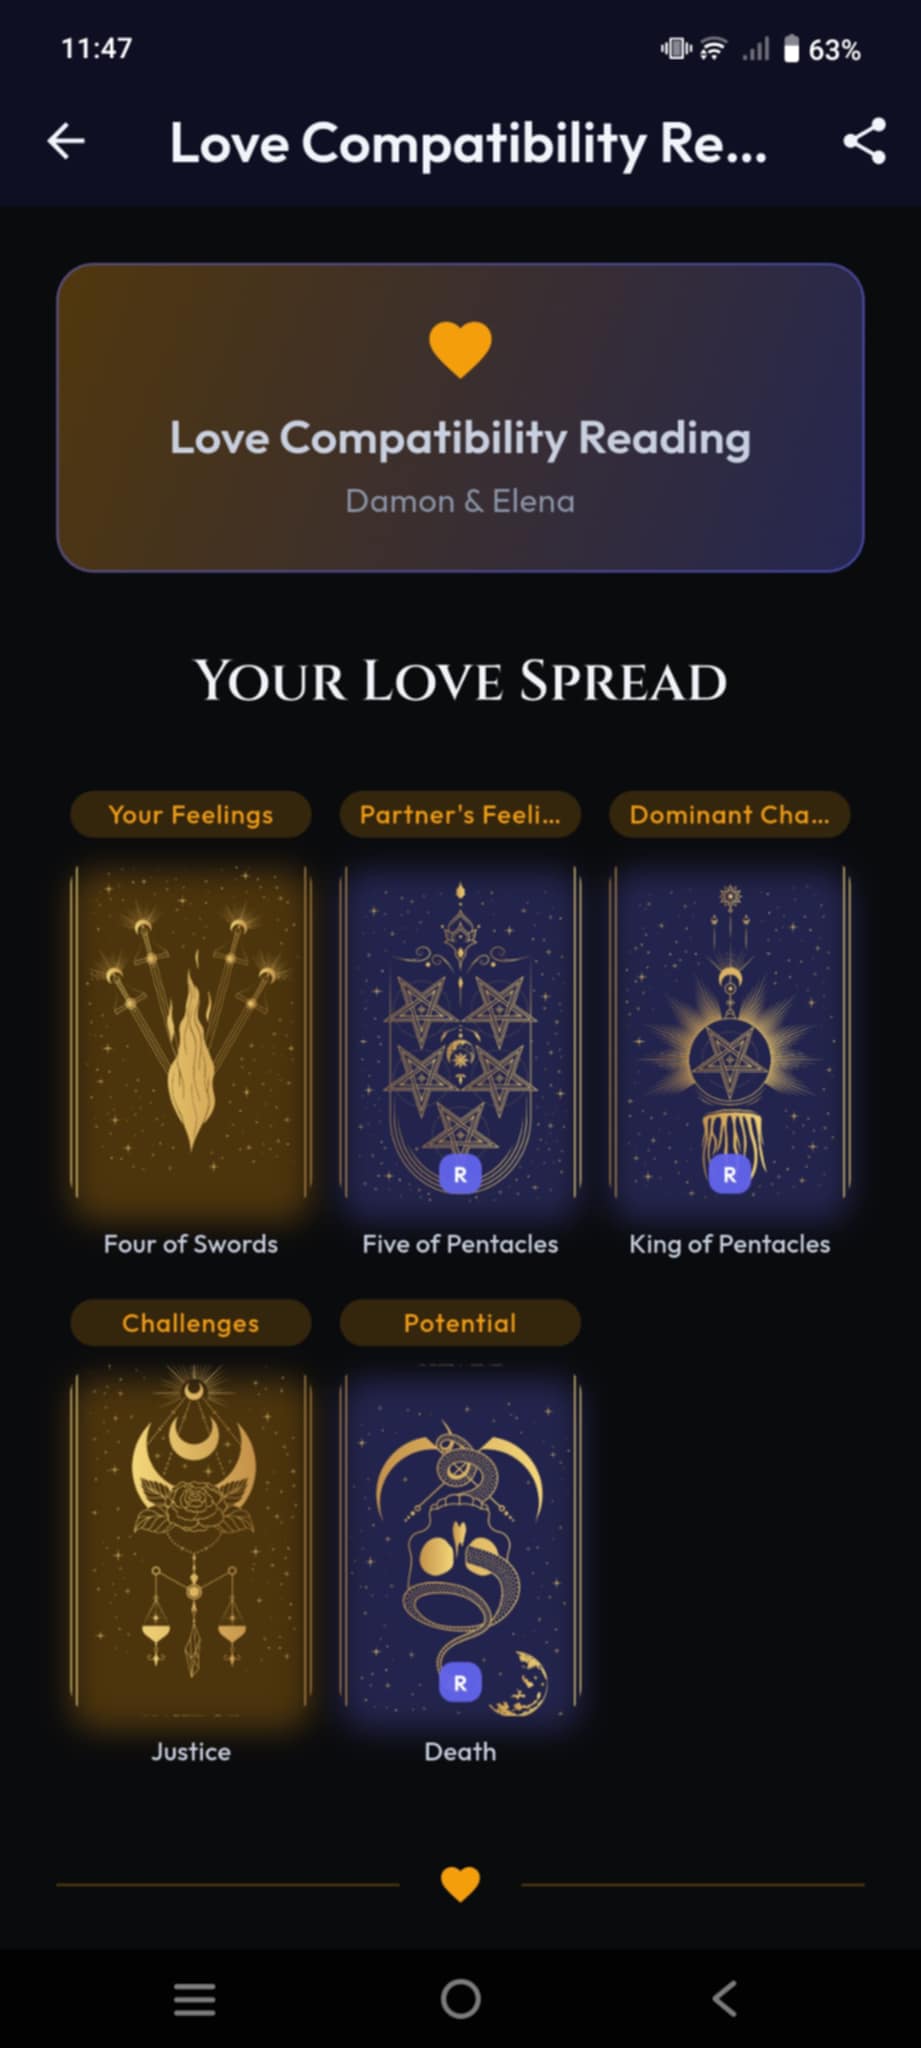 11:47
63%
Love Compatibility Re...
Love Compatibility Reading
Damon & Elena
YOUR LOVE SPREAD
Your Feelings
Partner's Feeli...
Dominant Cha...
R
R
Four of Swords
Five of Pentacles
King of Pentacles
Challenges
Potential
R
Justice
Death